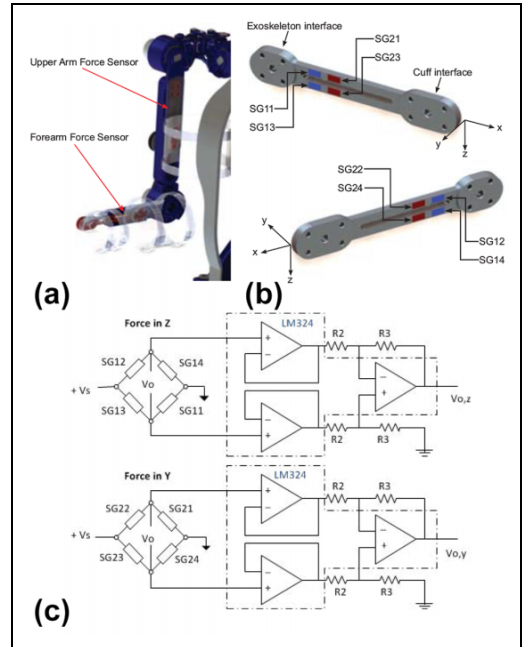 Upper Arm Force Sensor
Forearm Force Sensor
(a)
Exoskeleton interface
SG21
SG23
Cuff interface
SG11
SG13
x
y
z
SG22
SG24
y
x
z
SG12
SG14
(b)
Force in Z
LM324
R2
R3
SG12
SG14
+
−
+ Vs
Vo
−
+
Vo,z
SG13
SG11
−
+
R2
R3
Force in Y
LM324
R2
R3
SG22
SG21
+
−
+ Vs
Vo
−
+
Vo,y
SG23
SG24
−
+
R2
R3
(c)